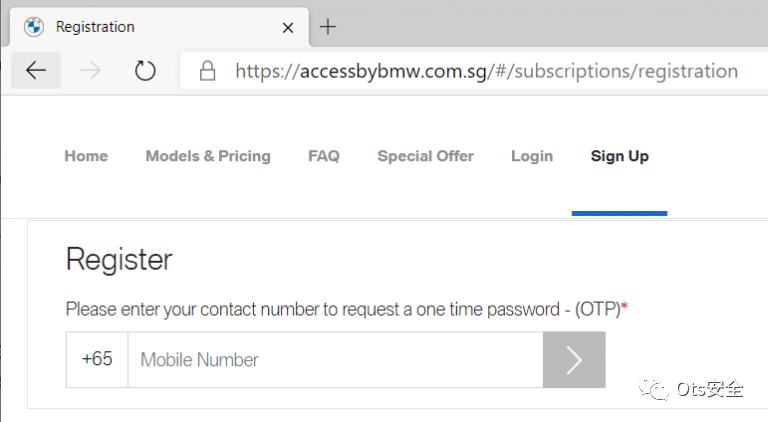 Registration
https://accessbybmw.com.sg/#/subscriptions/registration
Home Models & Pricing FAQ Special Offer Login Sign Up
Register
Please enter your contact number to request a one time password - (OTP)*
+65 Mobile Number
Ots安全